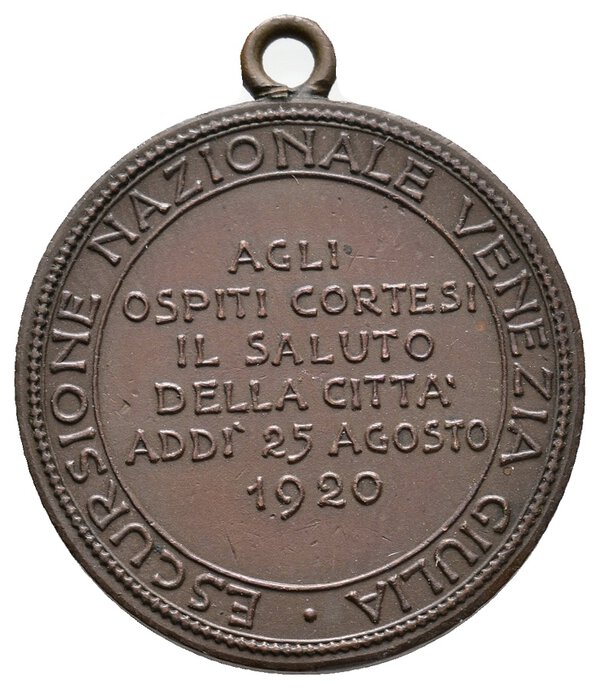 ESCURSIONE NAZIONALE VENEZIA GIULIA ·
AGLI
OSPITI CORTESI
IL SALUTO
DELLA CITTA'
ADDI' 25 AGOSTO
1920